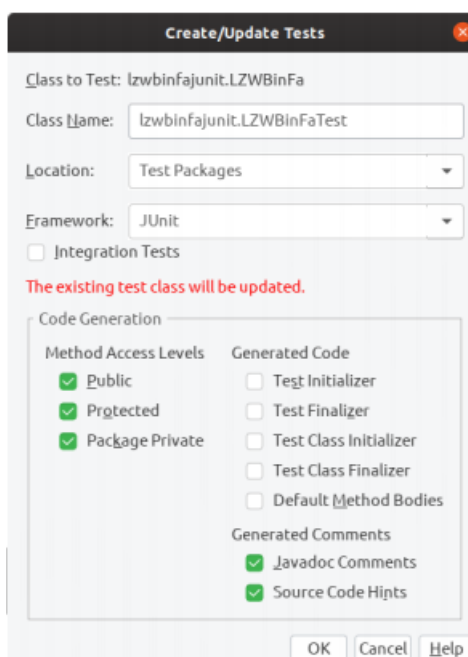 Create/Update Tests
Class to Test: lzwbinfajunit.LZWBinFa
Class Name: lzwbinfajunit.LZWBinFaTest
Location: Test Packages
Framework: JUnit
Integration Tests
The existing test class will be updated.
Code Generation
Method Access Levels
Public
Protected
Package Private
Generated Code
Test Initializer
Test Finalizer
Test Class Initializer
Test Class Finalizer
Default Method Bodies
Generated Comments
Javadoc Comments
Source Code Hints
OK Cancel Help